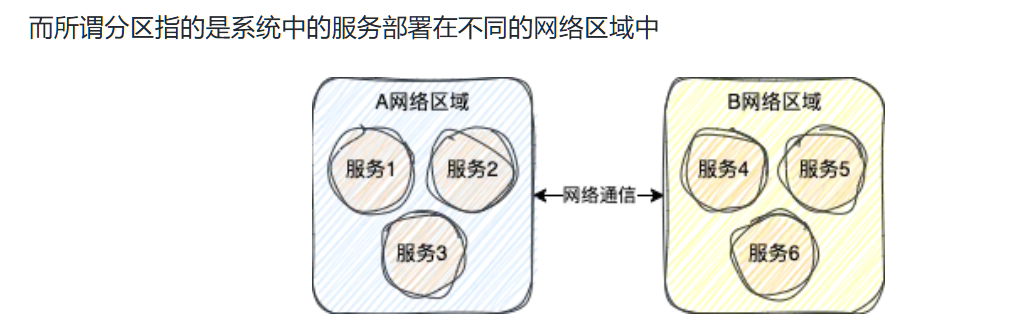 而所谓分区指的是系统中的服务部署在不同的网络区域中
A网络区域
B网络区域
服务1
服务2
服务4
服务5
网络通信
服务3
服务6